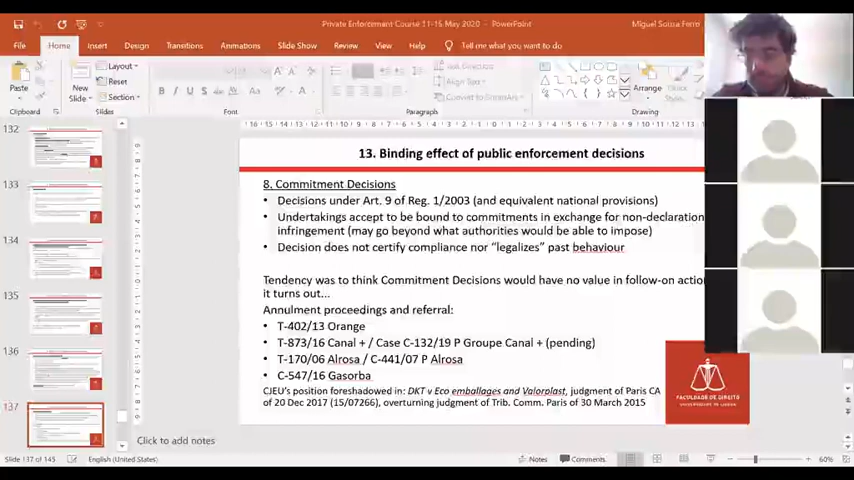 Private Enforcement Course 11-15 May 2020 - PowerPoint
Miguel Sousa Ferro
File Home Insert Design Transitions Animations Slide Show Review View Help Tell me what you want to do
Paste
New
Slide
Layout
Reset
Section
Text Direction
Align Text
Convert to SmartArt
Arrange
Quick
Styles
Clipboard
Slides
Font
Paragraph
Drawing
132
133
134
135
136
137
13. Binding effect of public enforcement decisions
8. Commitment Decisions
• Decisions under Art. 9 of Reg. 1/2003 (and equivalent national provisions)
• Undertakings accept to be bound to commitments in exchange for non-declaration
infringement (may go beyond what authorities would be able to impose)
• Decision does not certify compliance nor “legalizes” past behaviour
Tendency was to think Commitment Decisions would have no value in follow-on actio
it turns out...
Annulment proceedings and referral:
• T-402/13 Orange
• T-873/16 Canal + / Case C-132/19 P Groupe Canal + (pending)
• T-170/06 Alrosa / C-441/07 P Alrosa
• C-547/16 Gasorba
CJEU's position foreshadowed in: DKT v Eco emballages and Valorplast, judgment of Paris CA
of 20 Dec 2017 (15/07266), overturning judgment of Trib. Comm. Paris of 30 March 2015
FACULDADE DE DIREITO
Click to add notes
Slide 137 of 145 English (United States) Notes Comments 60%